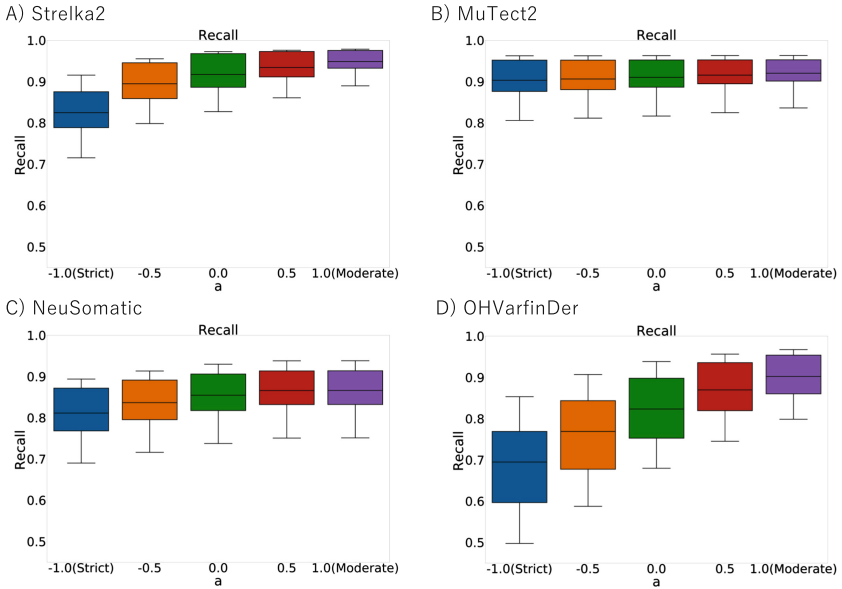 A) Strelka2
Recall
1.0
0.9
0.8
0.7
0.6
0.5
Recall
-1.0(Strict) -0.5 0.0 0.5 1.0(Moderate)
a
B) MuTect2
Recall
1.0
0.9
0.8
0.7
0.6
0.5
Recall
-1.0(Strict) -0.5 0.0 0.5 1.0(Moderate)
a
C) NeuSomatic
Recall
1.0
0.9
0.8
0.7
0.6
0.5
Recall
-1.0(Strict) -0.5 0.0 0.5 1.0(Moderate)
a
D) OHVarfinDer
Recall
1.0
0.9
0.8
0.7
0.6
0.5
Recall
-1.0(Strict) -0.5 0.0 0.5 1.0(Moderate)
a